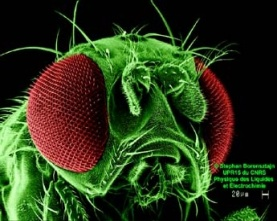 © Stephan Borensztajn
UPR15 du CNRS
Physique des Liquides
et Electrochimie
20µm